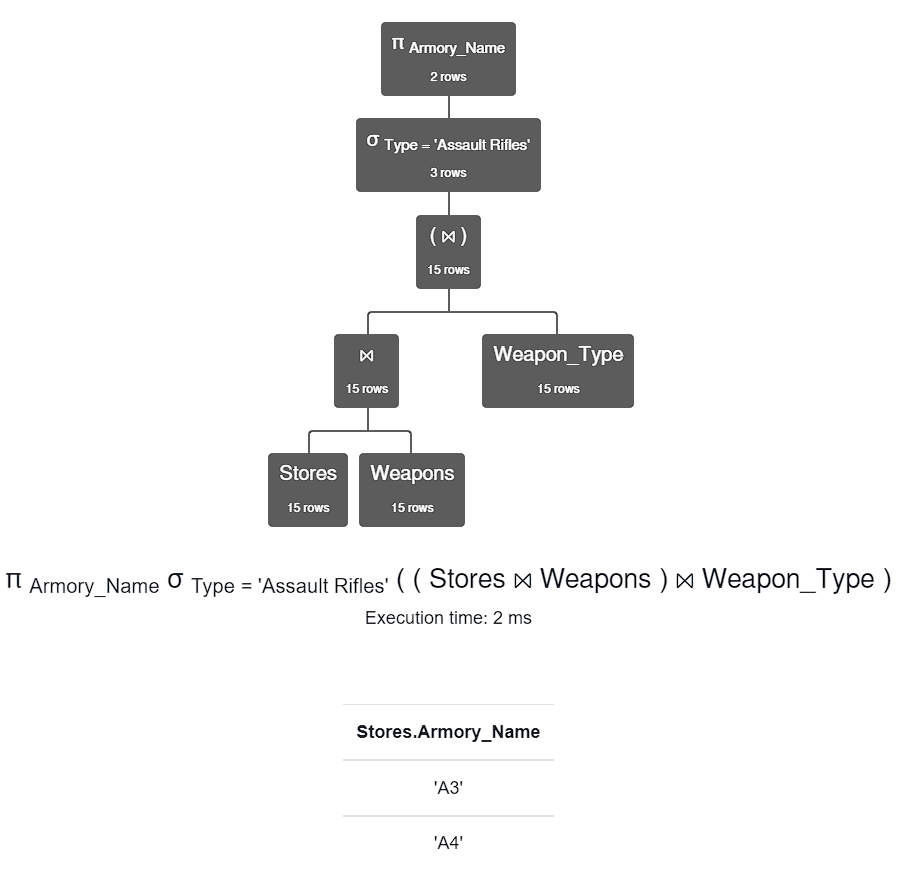 π Armory_Name
2 rows
σ Type = 'Assault Rifles'
3 rows
( ⋈ )
15 rows
⋈
15 rows
Weapon_Type
15 rows
Stores
15 rows
Weapons
15 rows
π Armory_Name σ Type = 'Assault Rifles' ( ( Stores ⋈ Weapons ) ⋈ Weapon_Type )
Execution time: 2 ms
Stores.Armory_Name
'A3'
'A4'